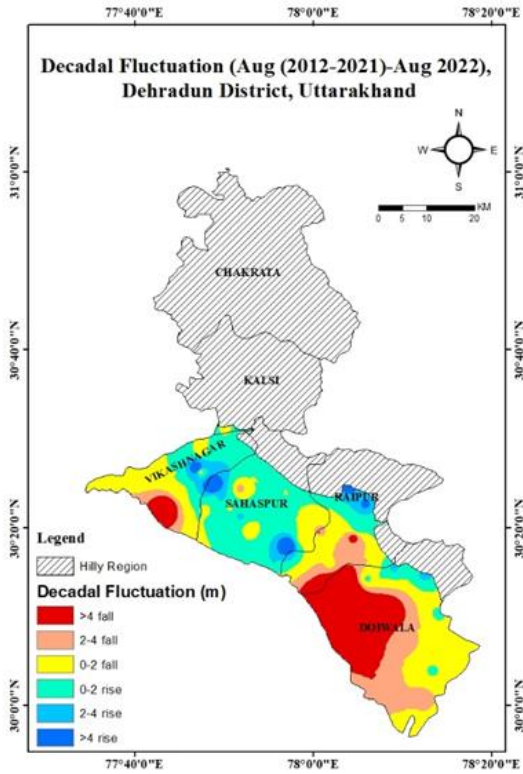 77°40'0"E
78°0'0"E
78°20'0"E
Decadal Fluctuation (Aug (2012-2021)-Aug 2022),
Dehradun District, Uttarakhand
N
W
E
S
KM
0 5 10 20
31°0'0"N
31°0'0"N
CHAKRATA
30°40'0"N
30°40'0"N
KALSI
VIKASHNAGAR
SAHASPUR
RAIPUR
30°20'0"N
30°20'0"N
Legend
Hilly Region
Decadal Fluctuation (m)
>4 fall
2-4 fall
0-2 fall
0-2 rise
2-4 rise
>4 rise
DOIWALA
30°0'0"N
30°0'0"N
77°40'0"E
78°0'0"E
78°20'0"E